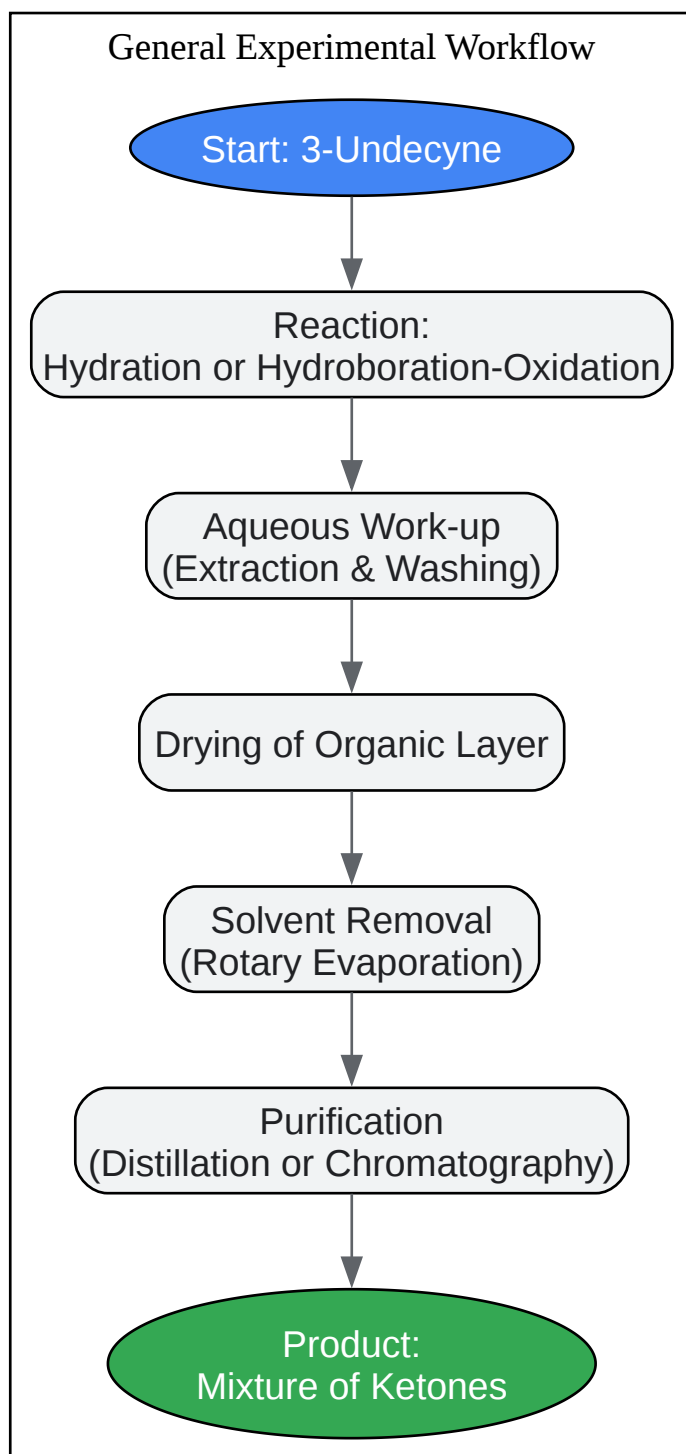 General Experimental Workflow
Start: 3-Undecyne
Reaction:
Hydration or Hydroboration-Oxidation
Aqueous Work-up
(Extraction & Washing)
Drying of Organic Layer
Solvent Removal
(Rotary Evaporation)
Purification
(Distillation or Chromatography)
Product:
Mixture of Ketones